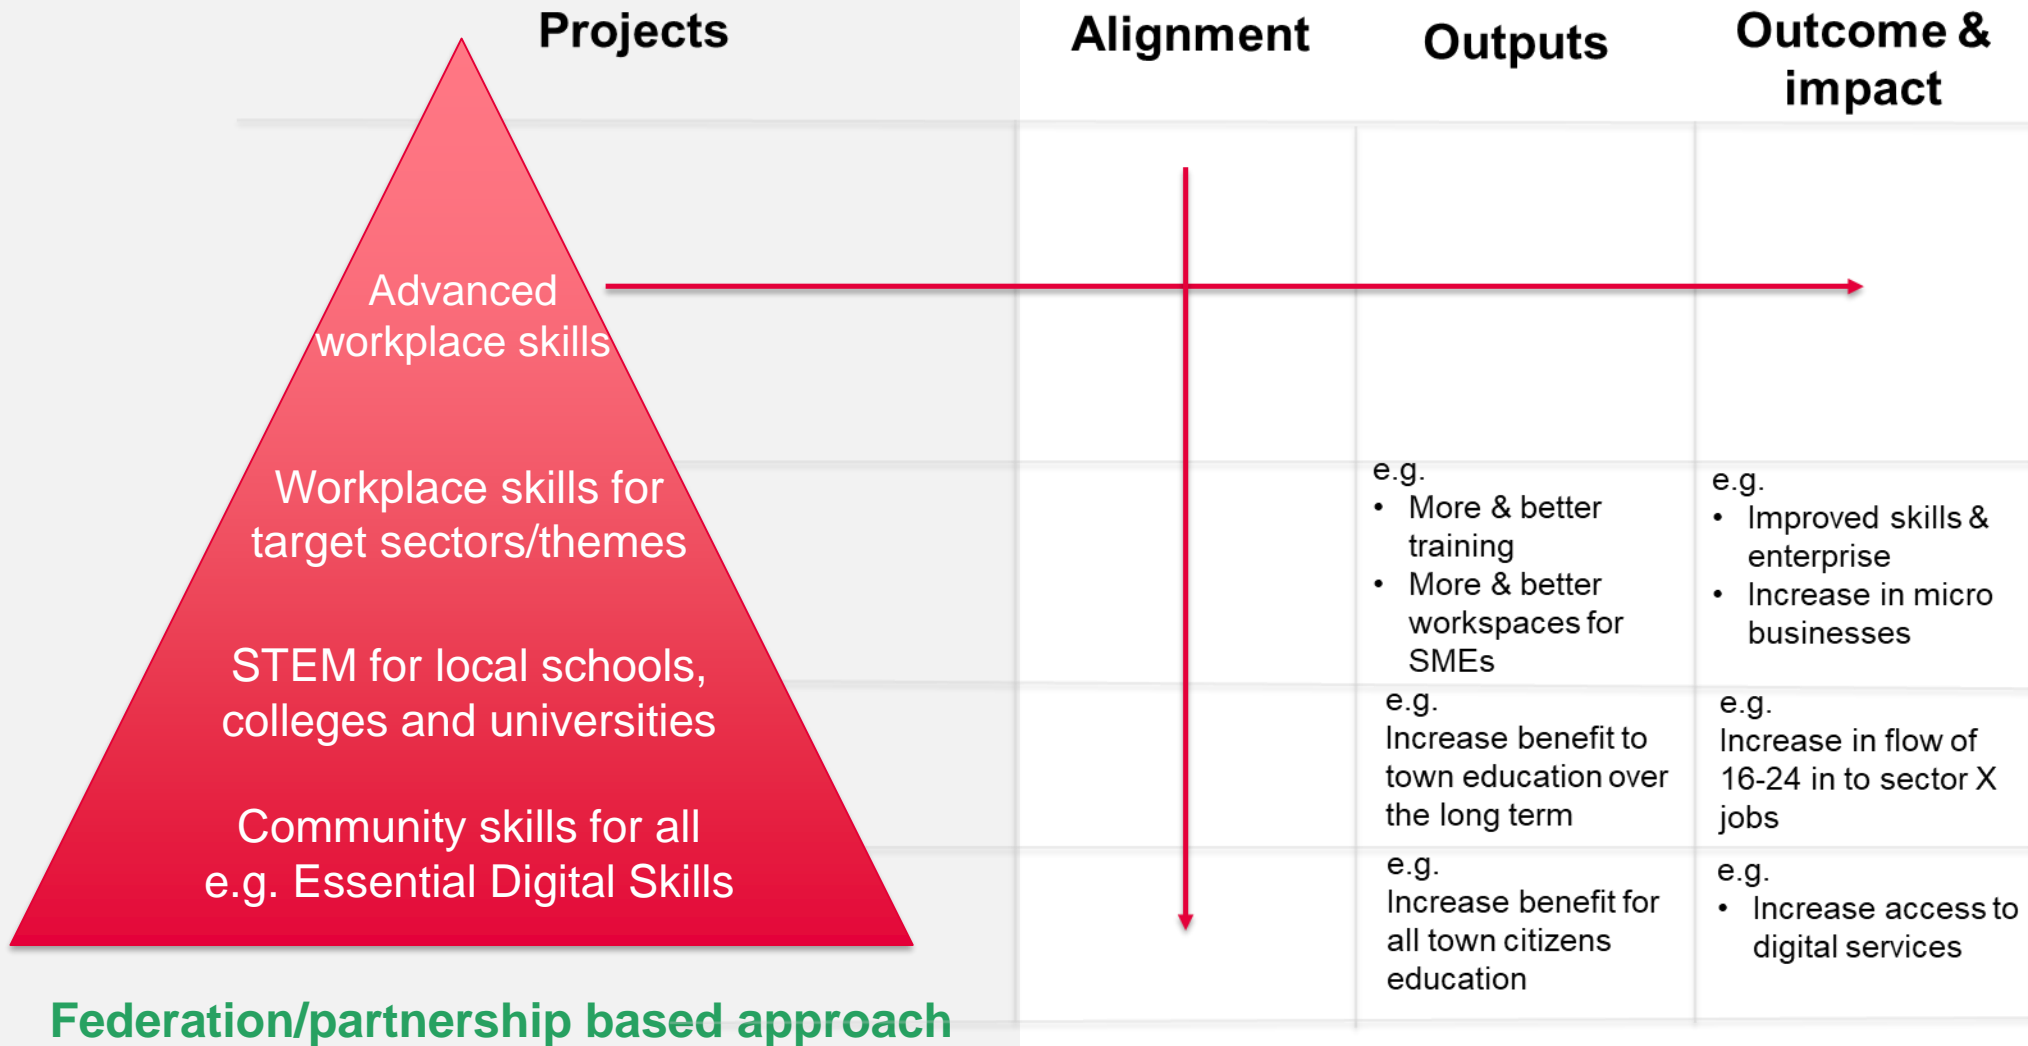 Projects
Alignment
Outputs
Outcome &
impact
Advanced
workplace skills
Workplace skills for
target sectors/themes
e.g.
• More & better
training
• More & better
workspaces for
SMEs
e.g.
• Improved skills &
enterprise
• Increase in micro
businesses
STEM for local schools,
colleges and universities
e.g.
Increase benefit to
town education over
the long term
e.g.
Increase in flow of
16-24 in to sector X
jobs
Community skills for all
e.g. Essential Digital Skills
e.g.
Increase benefit for
all town citizens
education
e.g.
• Increase access to
digital services
Federation/partnership based approach